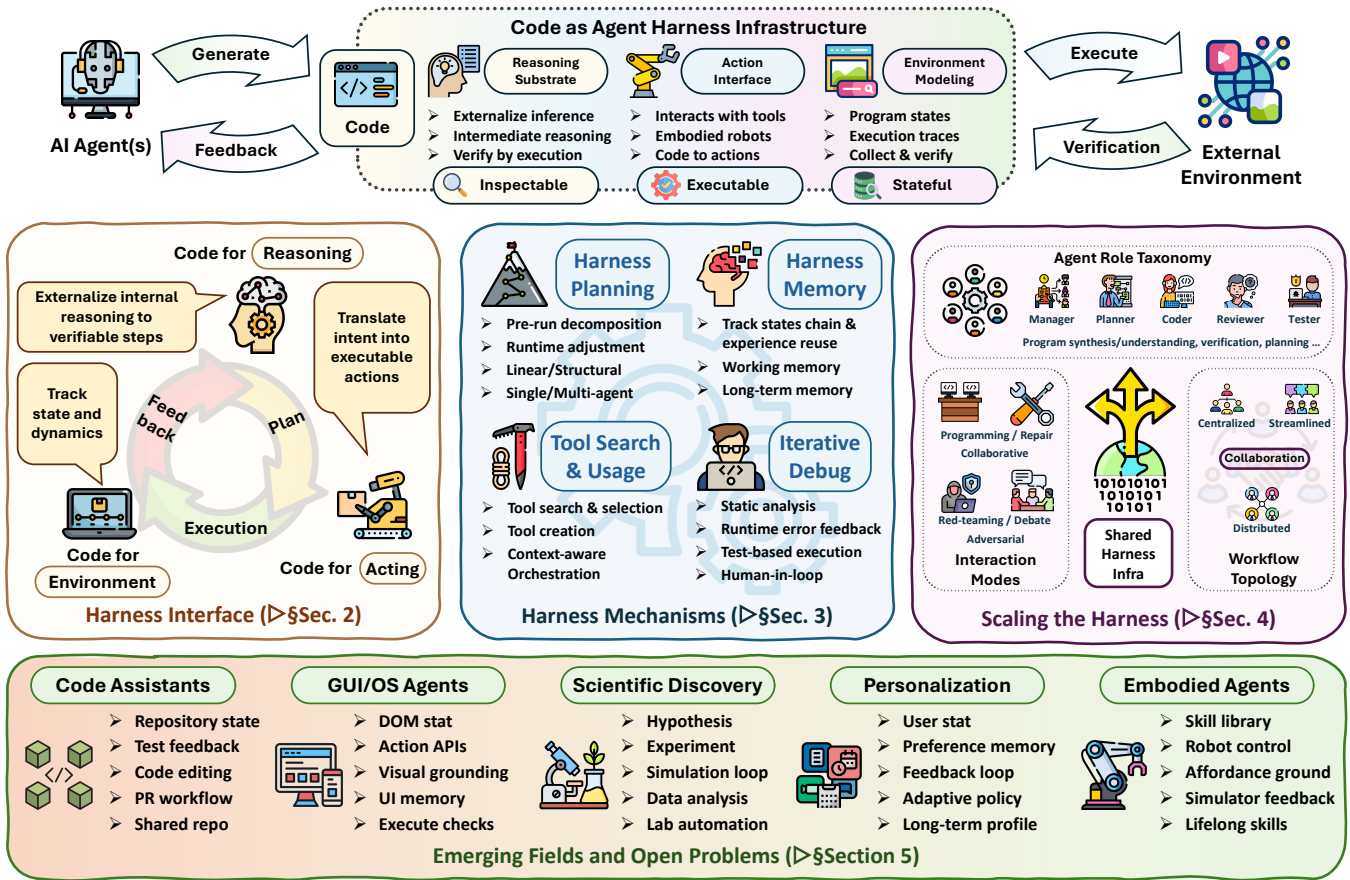 Code as Agent Harness Infrastructure
Generate
Feedback
AI Agent(s)
</>
Code
Reasoning
Substrate
Externalize inference
Intermediate reasoning
Verify by execution
Inspectable
Action
Interface
Interacts with tools
Embodied robots
Code to actions
Executable
Environment
Modeling
Program states
Execution traces
Collect & verify
Stateful
Execute
Verification
External
Environment
Code for Reasoning
Externalize internal
reasoning to
verifiable steps
Translate
intent into
executable
actions
Track
state and
dynamics
Feed
back
Plan
Execution
Code for
Environment
Code for Acting
Harness Interface (▷§Sec. 2)
Harness
Planning
Pre-run decomposition
Runtime adjustment
Linear/Structural
Single/Multi-agent
Harness
Memory
Track states chain &
experience reuse
Working memory
Long-term memory
Tool Search
& Usage
Tool search & selection
Tool creation
Context-aware
Orchestration
Iterative
Debug
</>
Static analysis
Runtime error feedback
Test-based execution
Human-in-loop
Harness Mechanisms (▷§Sec. 3)
Agent Role Taxonomy
Manager
Planner
Coder
Reviewer
Tester
Program synthesis/understanding, verification, planning ...
Programming / Repair
Collaborative
Red-teaming / Debate
Adversarial
Interaction
Modes
10101010101
1010101
10101
Shared
Harness
Infra
Centralized
Streamlined
Collaboration
Distributed
Workflow
Topology
Scaling the Harness (▷§Sec. 4)
Code Assistants
</>
Repository state
Test feedback
Code editing
PR workflow
Shared repo
GUI/OS Agents
DOM stat
Action APIs
Visual grounding
UI memory
Execute checks
Scientific Discovery
Hypothesis
Experiment
Simulation loop
Data analysis
Lab automation
Personalization
User stat
Preference memory
Feedback loop
Adaptive policy
Long-term profile
Embodied Agents
Skill library
Robot control
Affordance ground
Simulator feedback
Lifelong skills
Emerging Fields and Open Problems (▷§Section 5)